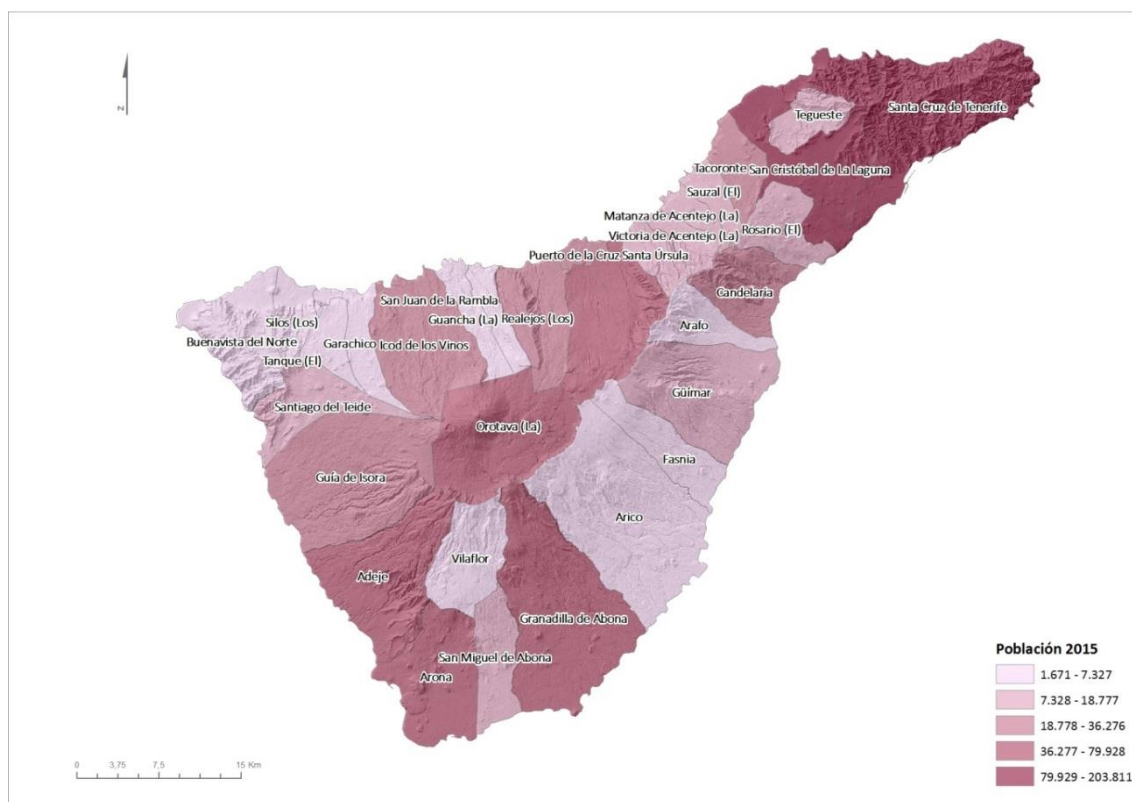 N
Santa Cruz de Tenerife
Tegueste
Tacoronte
San Cristóbal de La Laguna
Sauzal (El)
Matanza de Acentejo (La)
Victoria de Acentejo (La)
Rosario (El)
Puerto de la Cruz
Santa Úrsula
Candelaria
San Juan de la Rambla
Guancha (La)
Realejos (Los)
Arafo
Silos (Los)
Buenavista del Norte
Garachico
Icod de los Vinos
Tanque (El)
Güímar
Santiago del Teide
Orotava (La)
Fasnia
Guía de Isora
Arico
Vilaflor
Adeje
Granadilla de Abona
San Miguel de Abona
Arona
Población 2015
1.671 - 7.327
7.328 - 18.777
18.778 - 36.276
36.277 - 79.928
79.929 - 203.811
0 3,75 7,5 15 Km